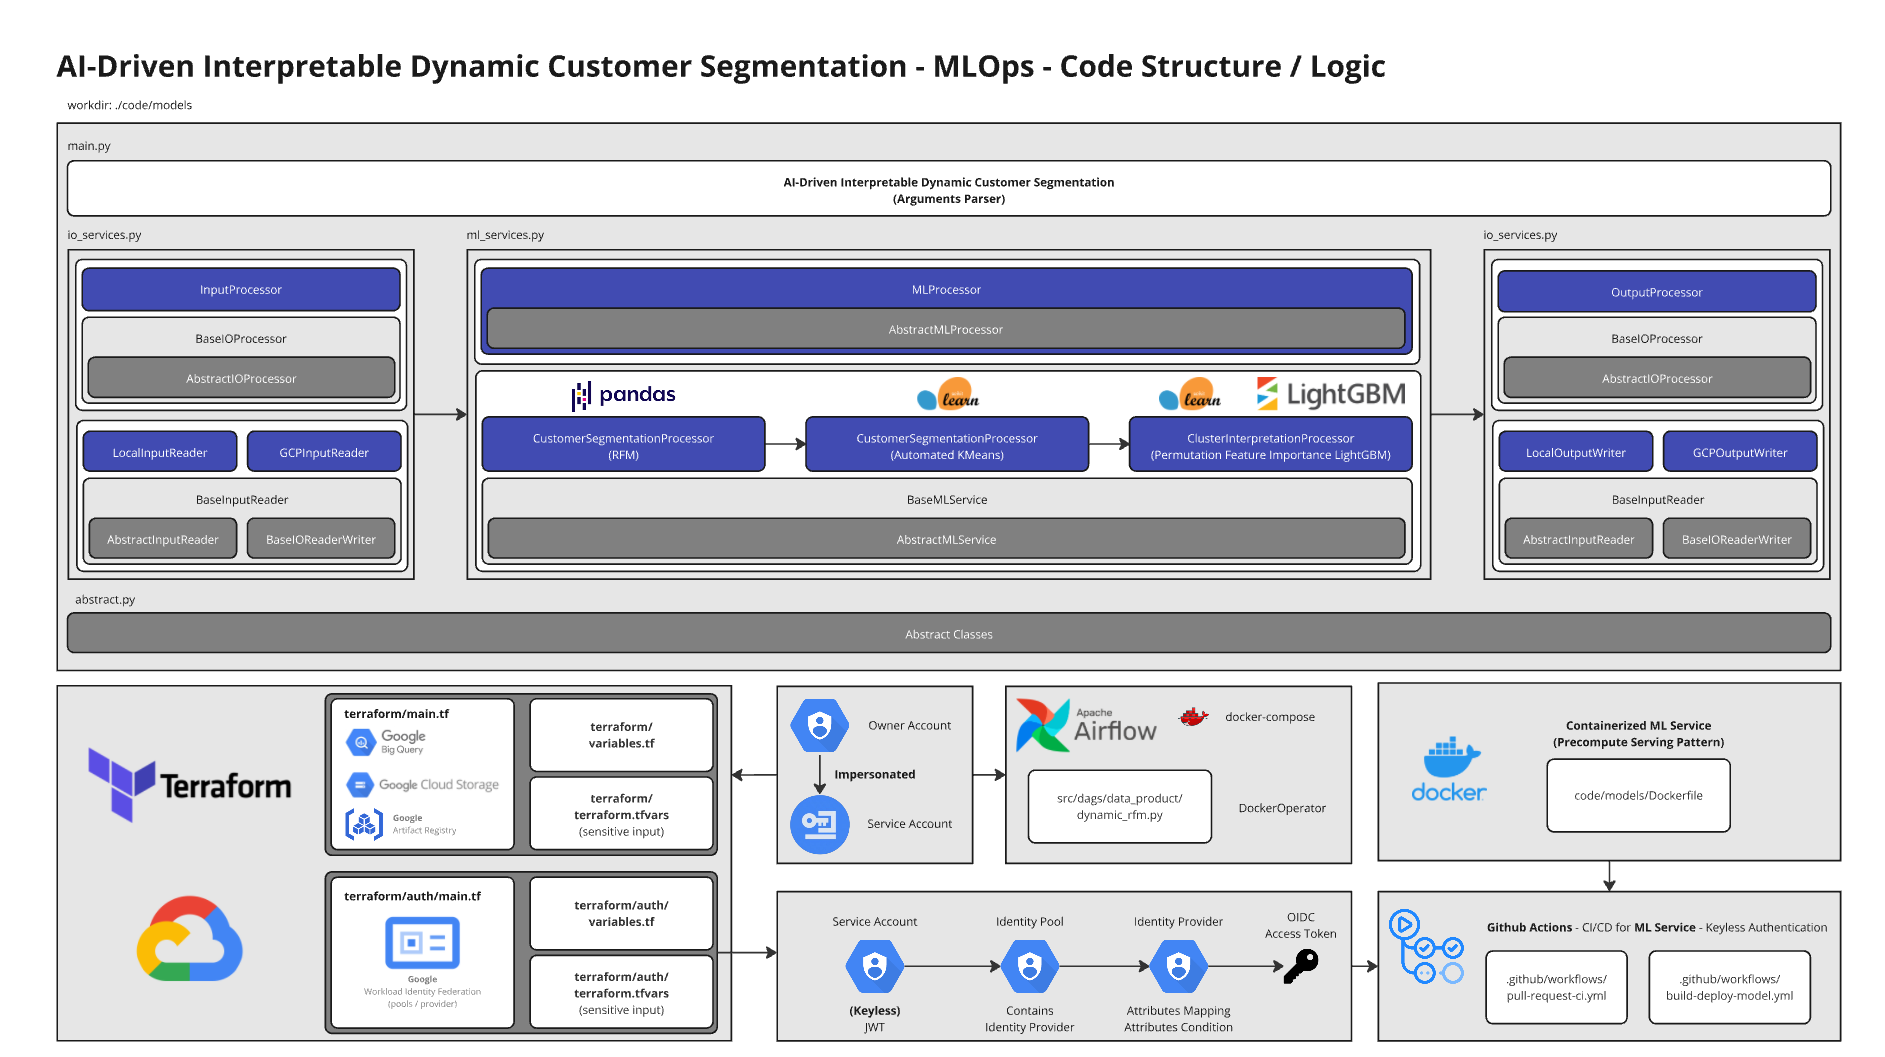 AI-Driven Interpretable Dynamic Customer Segmentation - MLOps - Code Structure / Logic
workdir: ./code/models
main.py
AI-Driven Interpretable Dynamic Customer Segmentation
(Arguments Parser)
io_services.py
InputProcessor
BaseIOProcessor
AbstractIOProcessor
LocalInputReader
GCPInputReader
BaseInputReader
AbstractInputReader
BaseIOReaderWriter
ml_services.py
MLProcessor
AbstractMLProcessor
pandas
learn
learn
LightGBM
CustomerSegmentationProcessor
(RFM)
CustomerSegmentationProcessor
(Automated KMeans)
ClusterInterpretationProcessor
(Permutation Feature Importance LightGBM)
BaseMLService
AbstractMLService
io_services.py
OutputProcessor
BaseIOProcessor
AbstractIOProcessor
LocalOutputWriter
GCPOutputWriter
BaseInputReader
AbstractInputReader
BaseIOReaderWriter
abstract.py
Abstract Classes
Terraform
terraform/main.tf
Google
Big Query
Google Cloud Storage
Google
Artifact Registry
terraform/
variables.tf
terraform/
terraform.tfvars
(sensitive input)
terraform/auth/main.tf
Google
Workload Identity Federation
(pools / provider)
terraform/auth/
variables.tf
terraform/auth/
terraform.tfvars
(sensitive input)
Owner Account
Impersonated
Service Account
Apache
Airflow
docker-compose
src/dags/data_product/
dynamic_rfm.py
DockerOperator
docker
Containerized ML Service
(Precompute Serving Pattern)
code/models/Dockerfile
Service Account
(Keyless)
JWT
Identity Pool
Contains
Identity Provider
Identity Provider
Attributes Mapping
Attributes Condition
OIDC
Access Token
Github Actions - CI/CD for ML Service - Keyless Authentication
.github/workflows/
pull-request-ci.yml
.github/workflows/
build-deploy-model.yml